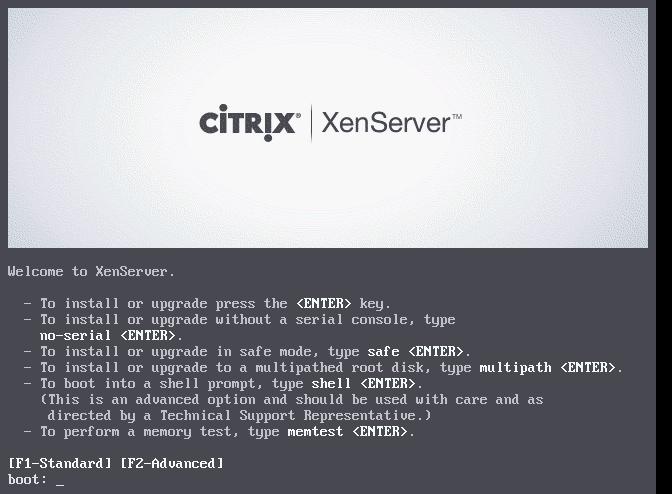 CİTRIX® | XenServer™
Welcome to XenServer.
- To install or upgrade press the <ENTER> key.
- To install or upgrade without a serial console, type
no-serial <ENTER>.
- To install or upgrade in safe mode, type safe <ENTER>.
- To install or upgrade to a multipathed root disk, type multipath <ENTER>.
- To boot into a shell prompt, type shell <ENTER>.
(This is an advanced option and should be used with care and as
directed by a Technical Support Representative.)
- To perform a memory test, type memtest <ENTER>.
[F1-Standard] [F2-Advanced]
boot: _